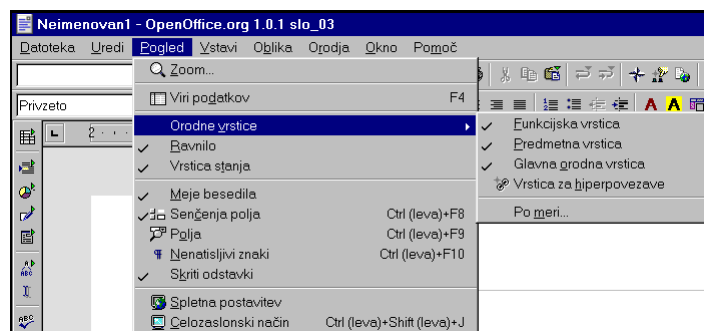 Neimenovan1 - OpenOffice.org 1.0.1 slo_03
Datoteka Uredi Pogled Vstavi Oblika Orodja Okno Pomoč
Zoom...
Privzeto
Viri podatkov F4
Orodne vrstice
Ravnilo
Vrstica stanja
Meje besedila
Senčenja polja Ctrl (leva)+F8
Polja Ctrl (leva)+F9
Nenatisljivi znaki Ctrl (leva)+F10
Skriti odstavki
Spletna postavitev
Celozaslonski način Ctrl (leva)+Shift (leva)+J
Funkcijska vrstica
Predmetna vrstica
Glavna orodna vrstica
Vrstica za hiperpovezave
Po meri...
2
A A
ABC
ABC